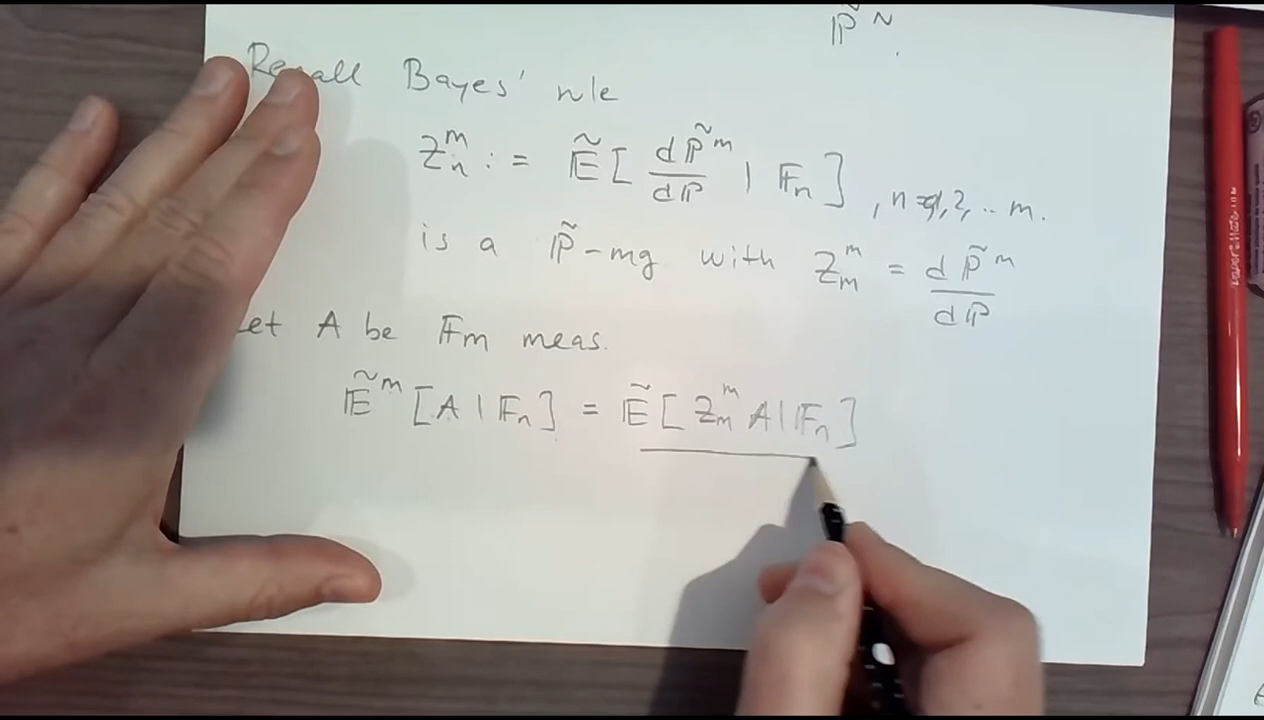 P̃ ~
Recall Bayes' rule
Zₙᵐ := Ẽ[ dP̃ᵐ/dP | Fₙ ] , n=1,2,.. m.
is a P̃-mg with Zₘᵐ = dP̃ᵐ/dP
Let A be Fm meas.
Ẽᵐ[A | Fₙ] = Ẽ[ Zₘᵐ A | Fₙ ]